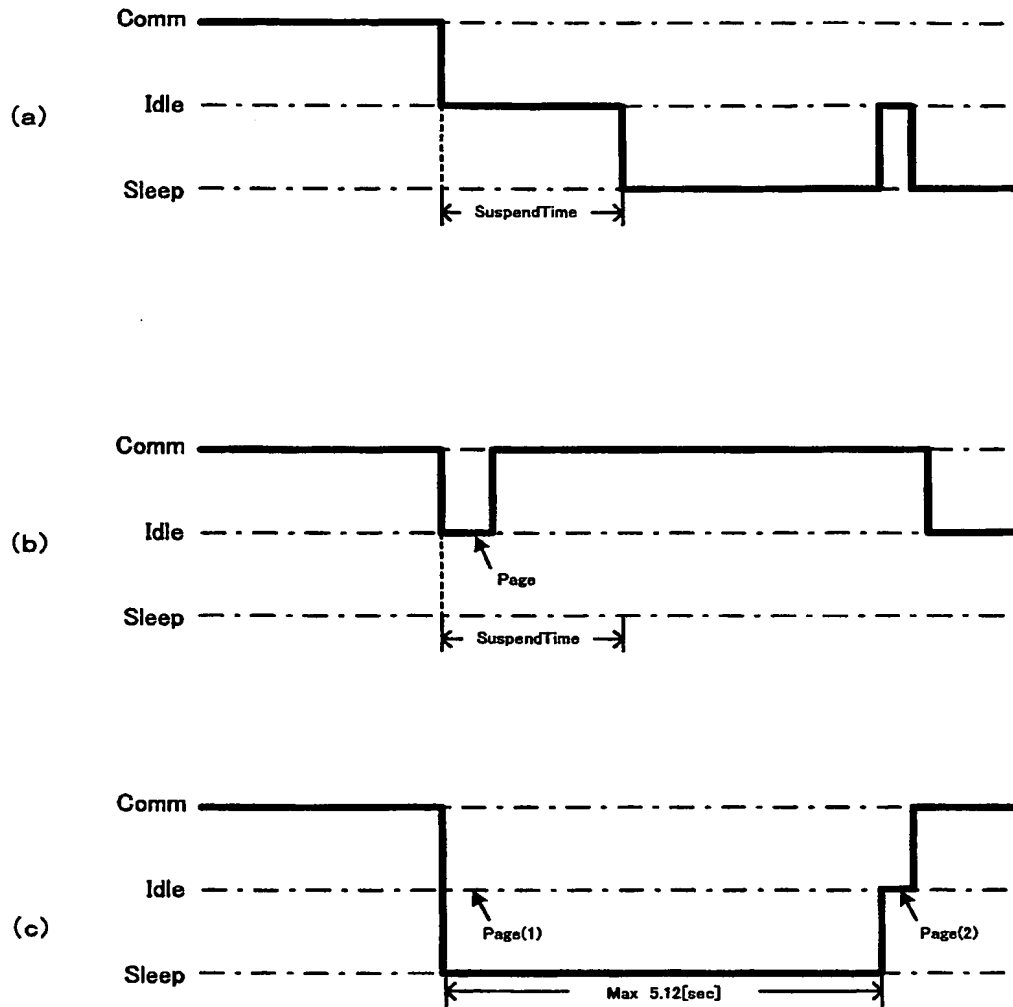 Comm
(a)
Idle
Sleep
SuspendTime
Comm
(b)
Idle
Page
Sleep
SuspendTime
Comm
Idle
(c)
Page(1)
Page(2)
Sleep
Max 5.12[sec]